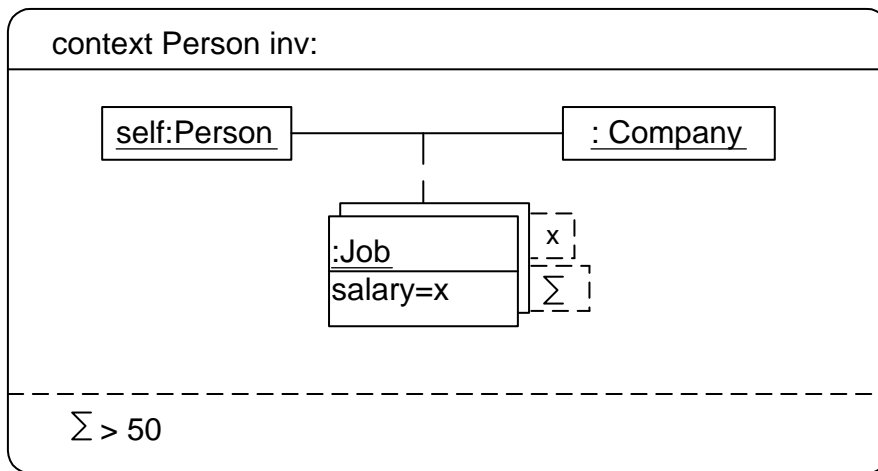 context Person inv:
self:Person
: Company
:Job
x
salary=x
∑
∑ > 50